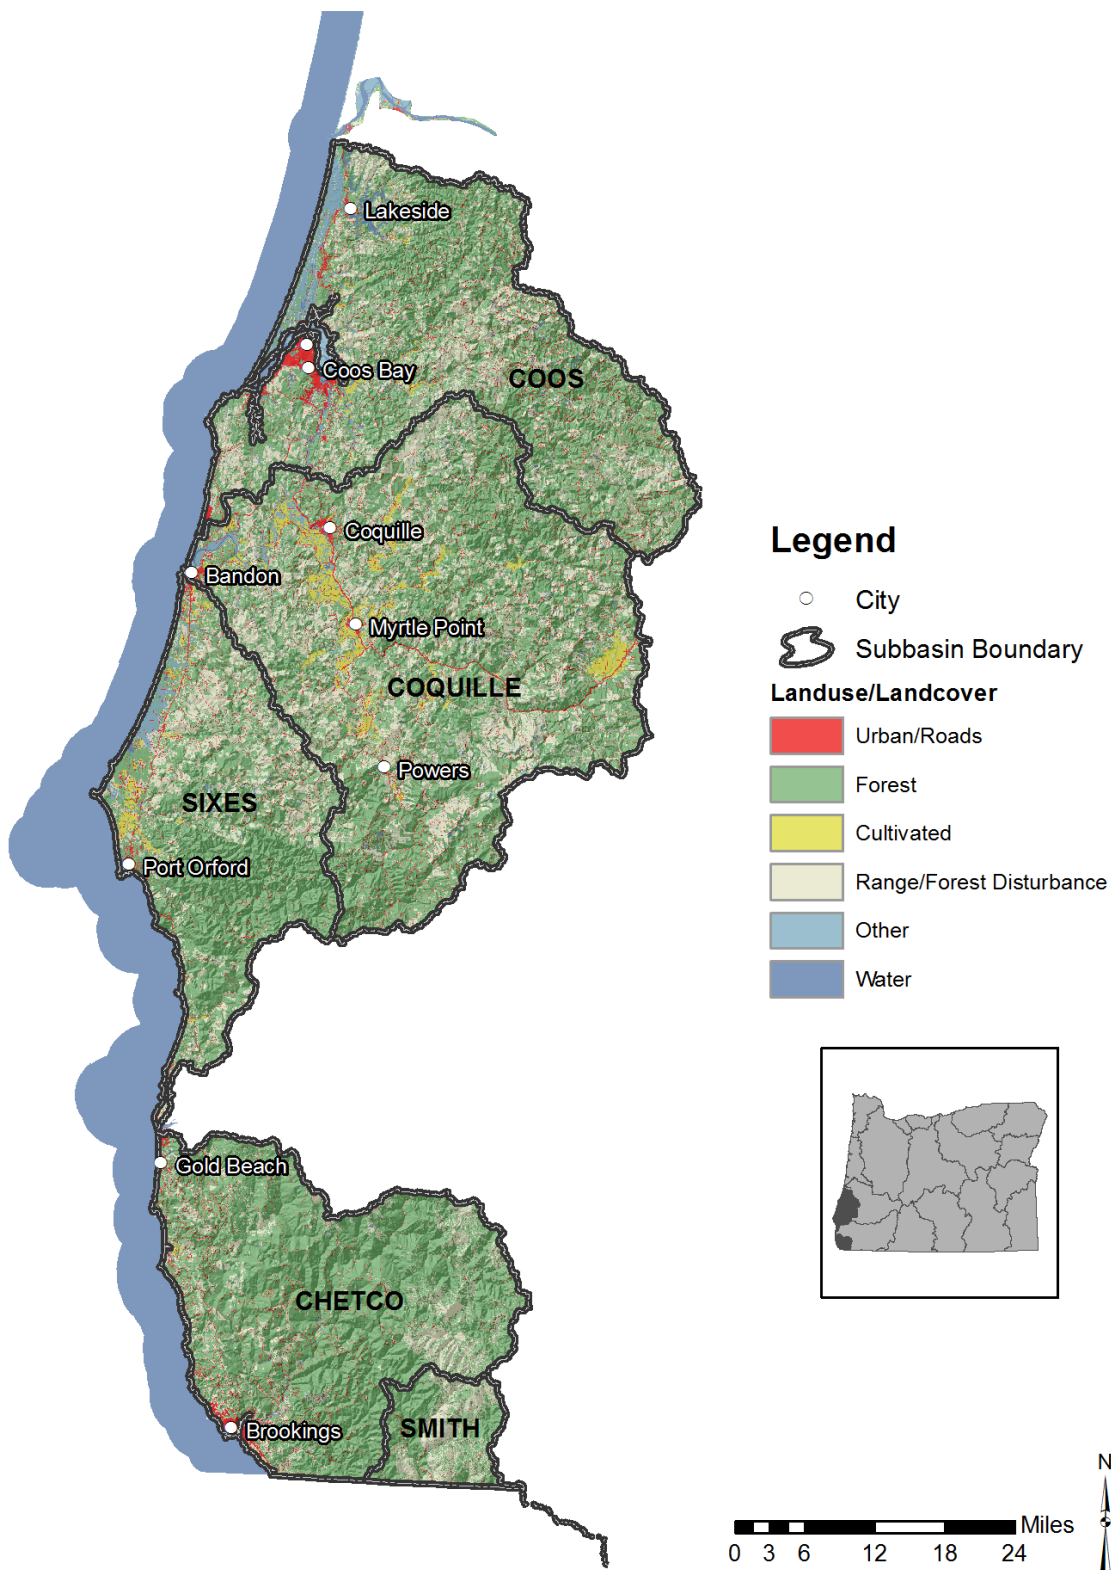 Lakeside
Coos Bay
COOS
Coquille
Bandon
Myrtle Point
COQUILLE
Powers
SIXES
Port Orford
Gold Beach
CHETCO
Brookings
SMITH
Legend
City
Subbasin Boundary
Landuse/Landcover
Urban/Roads
Forest
Cultivated
Range/Forest Disturbance
Other
Water
N
Miles
0 3 6 12 18 24